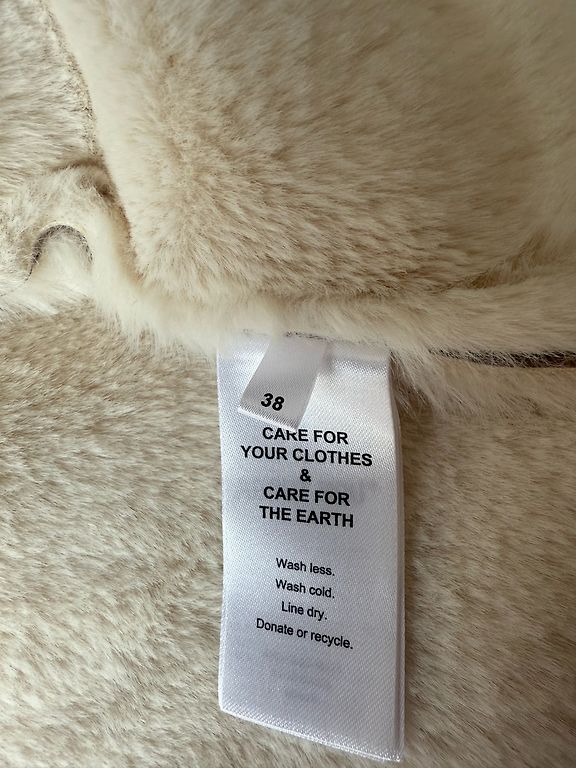 38
CARE FOR
YOUR CLOTHES
&
CARE FOR
THE EARTH
Wash less.
Wash cold.
Line dry.
Donate or recycle.